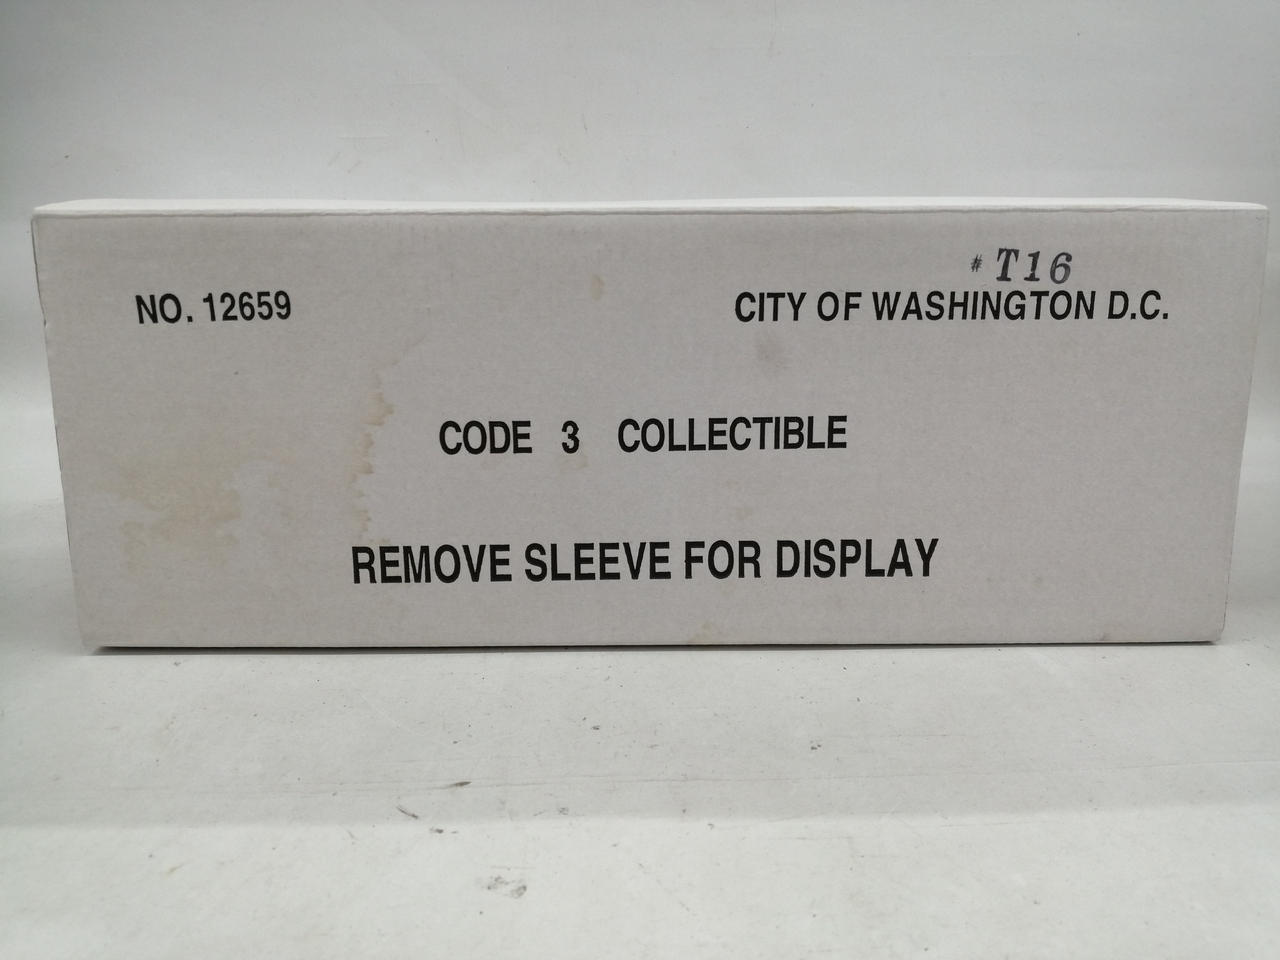 # T16
NO. 12659 CITY OF WASHINGTON D.C.
CODE 3 COLLECTIBLE
REMOVE SLEEVE FOR DISPLAY